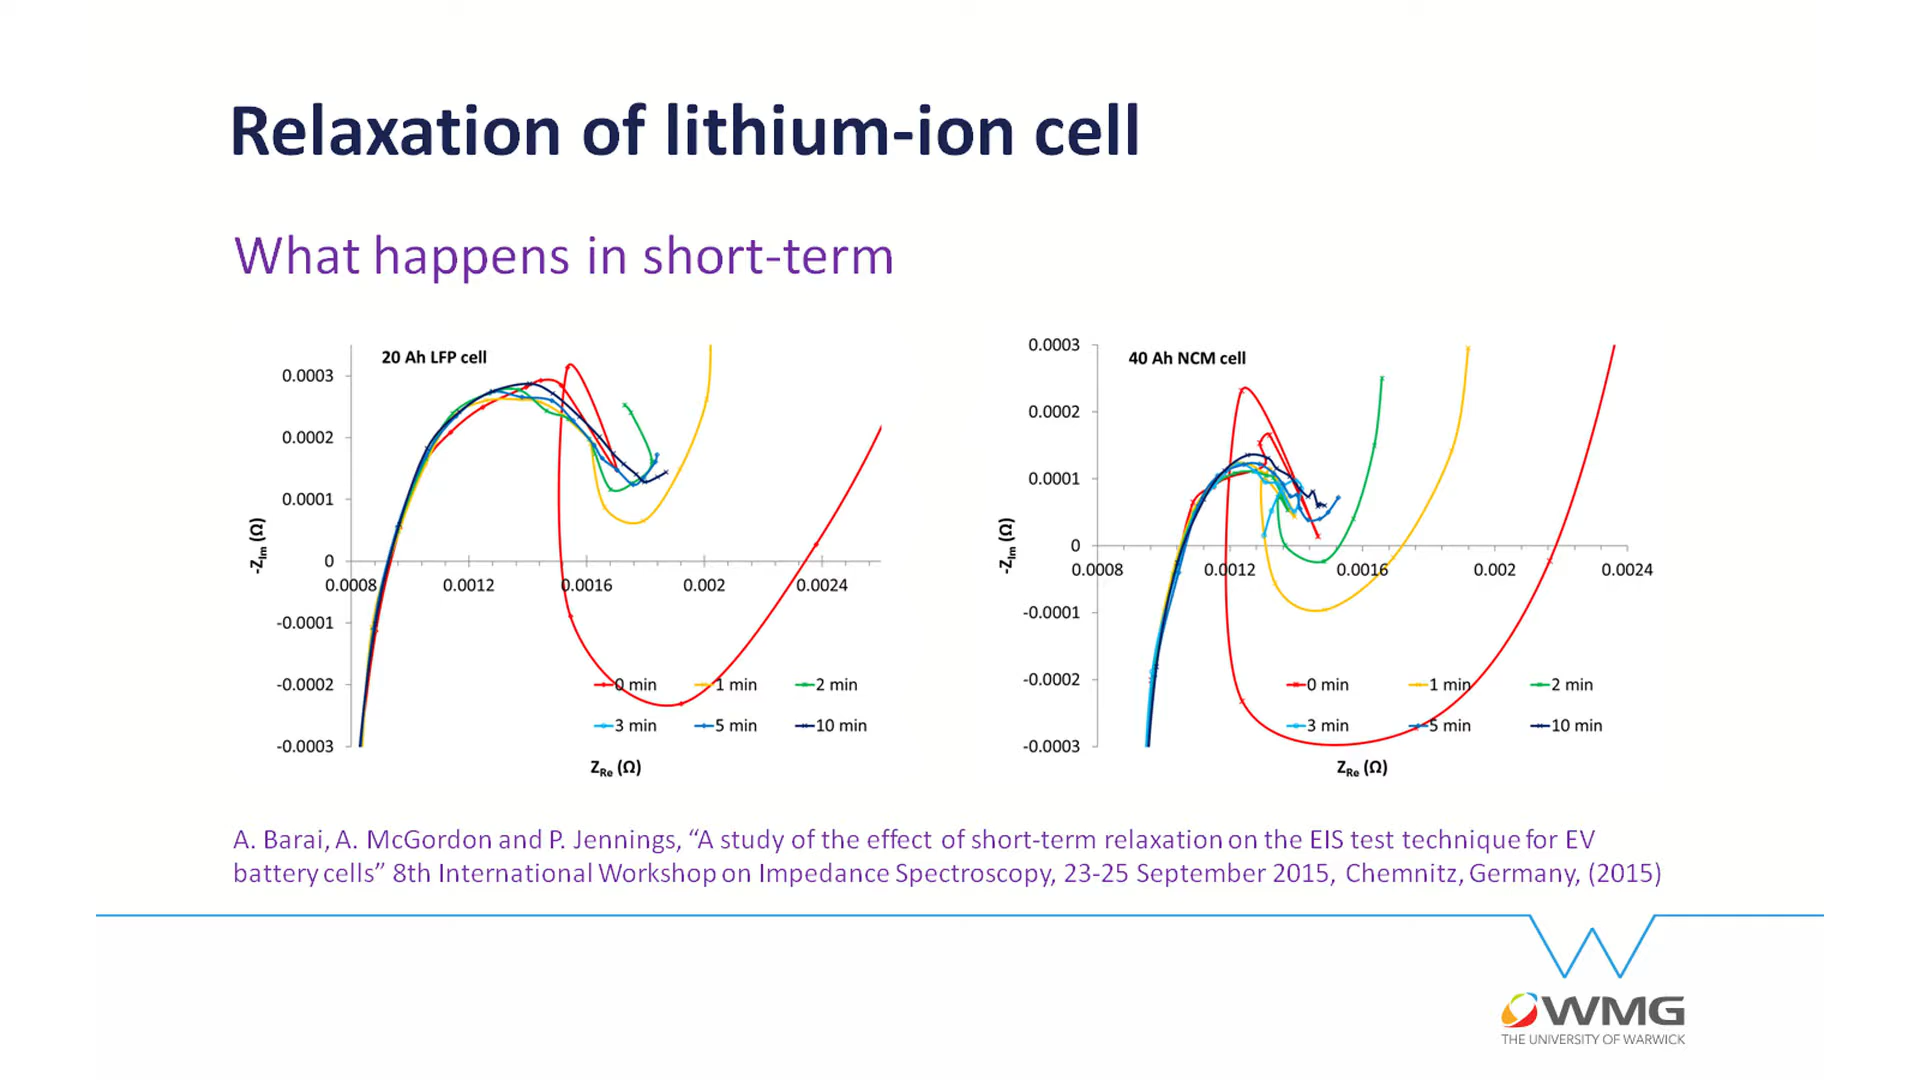 Relaxation of lithium-ion cell
What happens in short-term
20 Ah LFP cell
0.0003
0.0002
0.0001
0
-0.0001
-0.0002
-0.0003
0.0008
0.0012
0.0016
0.002
0.0024
-ZIm (Ω)
ZRe (Ω)
0 min
1 min
2 min
3 min
5 min
10 min
40 Ah NCM cell
0.0003
0.0002
0.0001
0
-0.0001
-0.0002
-0.0003
0.0008
0.0012
0.0016
0.002
0.0024
-ZIm (Ω)
ZRe (Ω)
0 min
1 min
2 min
3 min
5 min
10 min
A. Barai, A. McGordon and P. Jennings, “A study of the effect of short-term relaxation on the EIS test technique for EV
battery cells” 8th International Workshop on Impedance Spectroscopy, 23-25 September 2015, Chemnitz, Germany, (2015)
WMG
THE UNIVERSITY OF WARWICK